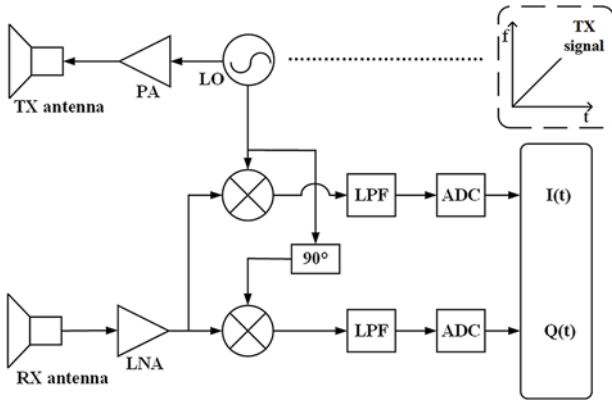 TX
signal
f
t
TX antenna
PA
LO
LPF
ADC
I(t)
90°
LPF
ADC
Q(t)
RX antenna
LNA